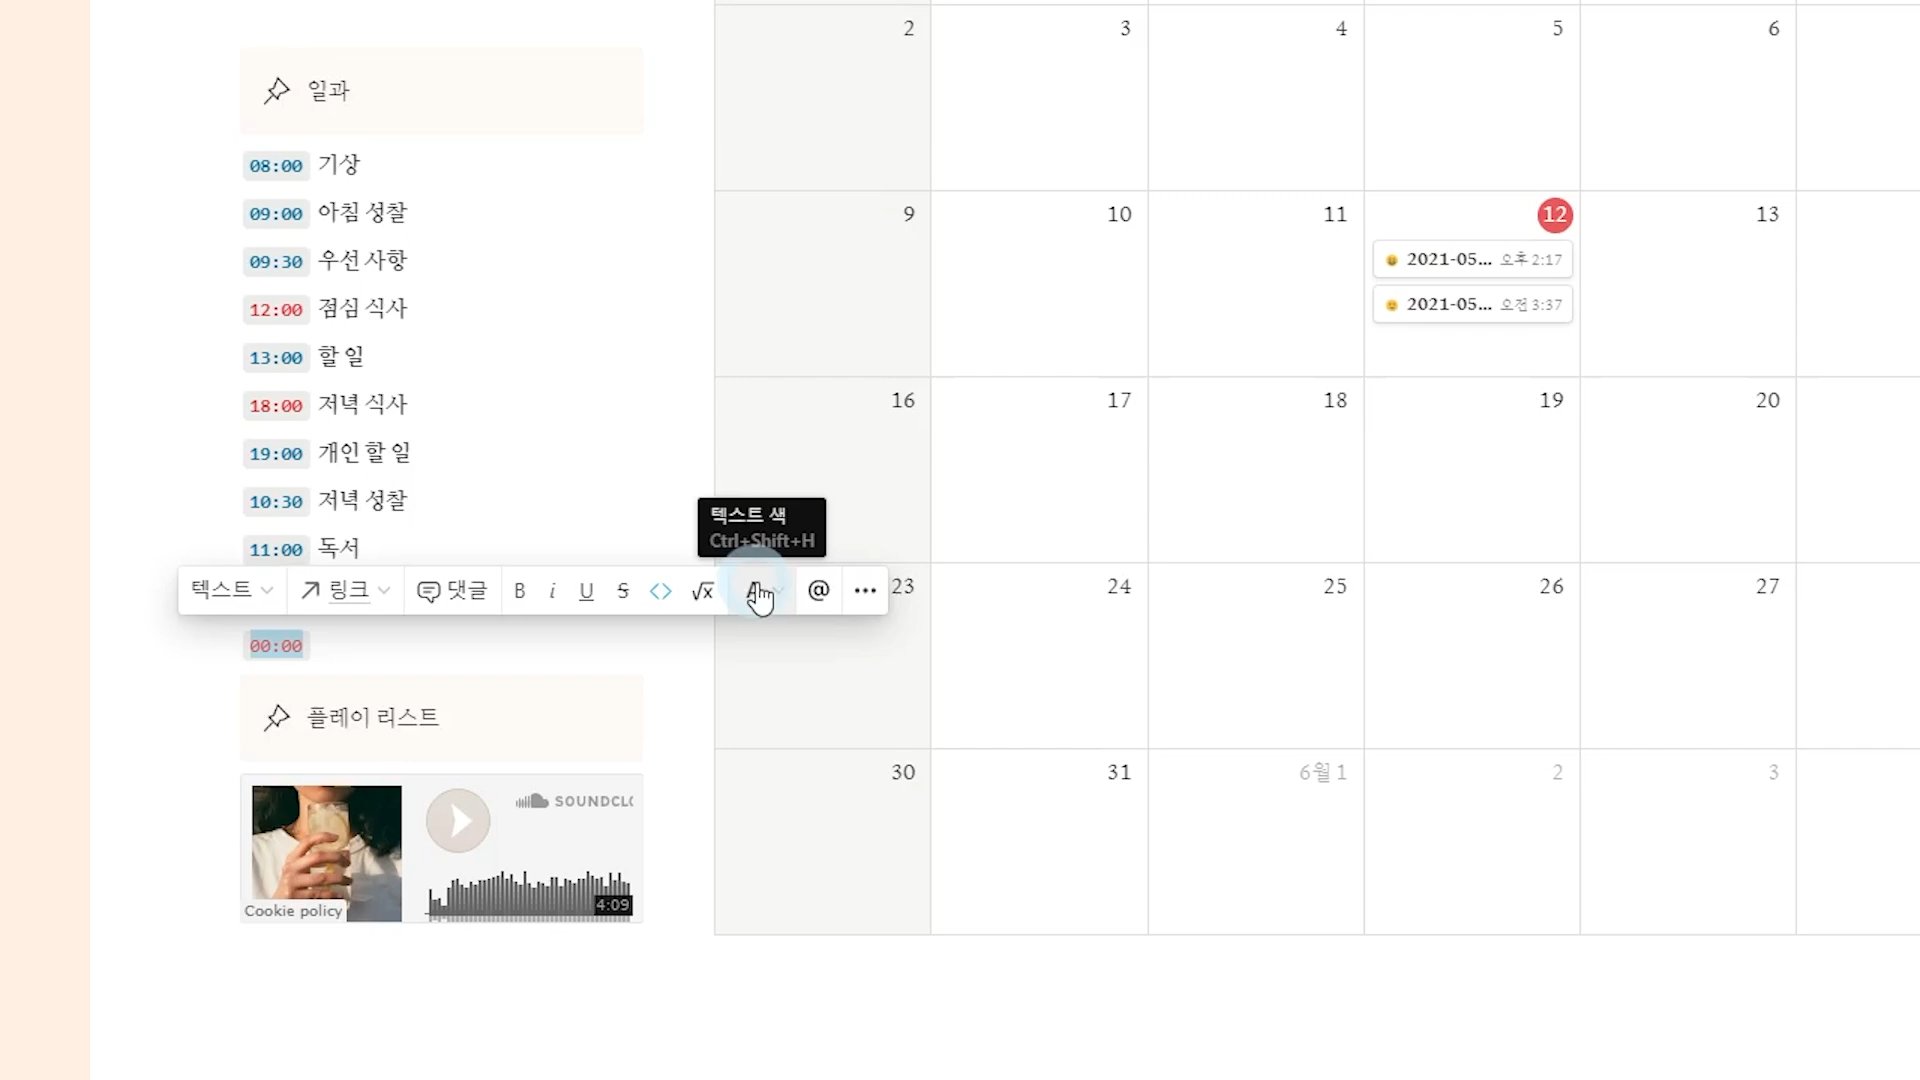 일과
08:00 기상
09:00 아침 성찰
09:30 우선 사항
12:00 점심 식사
13:00 할 일
18:00 저녁 식사
19:00 개인 할 일
10:30 저녁 성찰
11:00 독서
텍스트 링크 댓글 B i U S <> √x A @ •••
텍스트 색
Ctrl+Shift+H
00:00
플레이 리스트
SOUNDCL
4:09
Cookie policy
2 3 4 5 6
9 10 11 12 13
2021-05... 오후 2:17
2021-05... 오전 3:37
16 17 18 19 20
23 24 25 26 27
30 31 6월 1 2 3